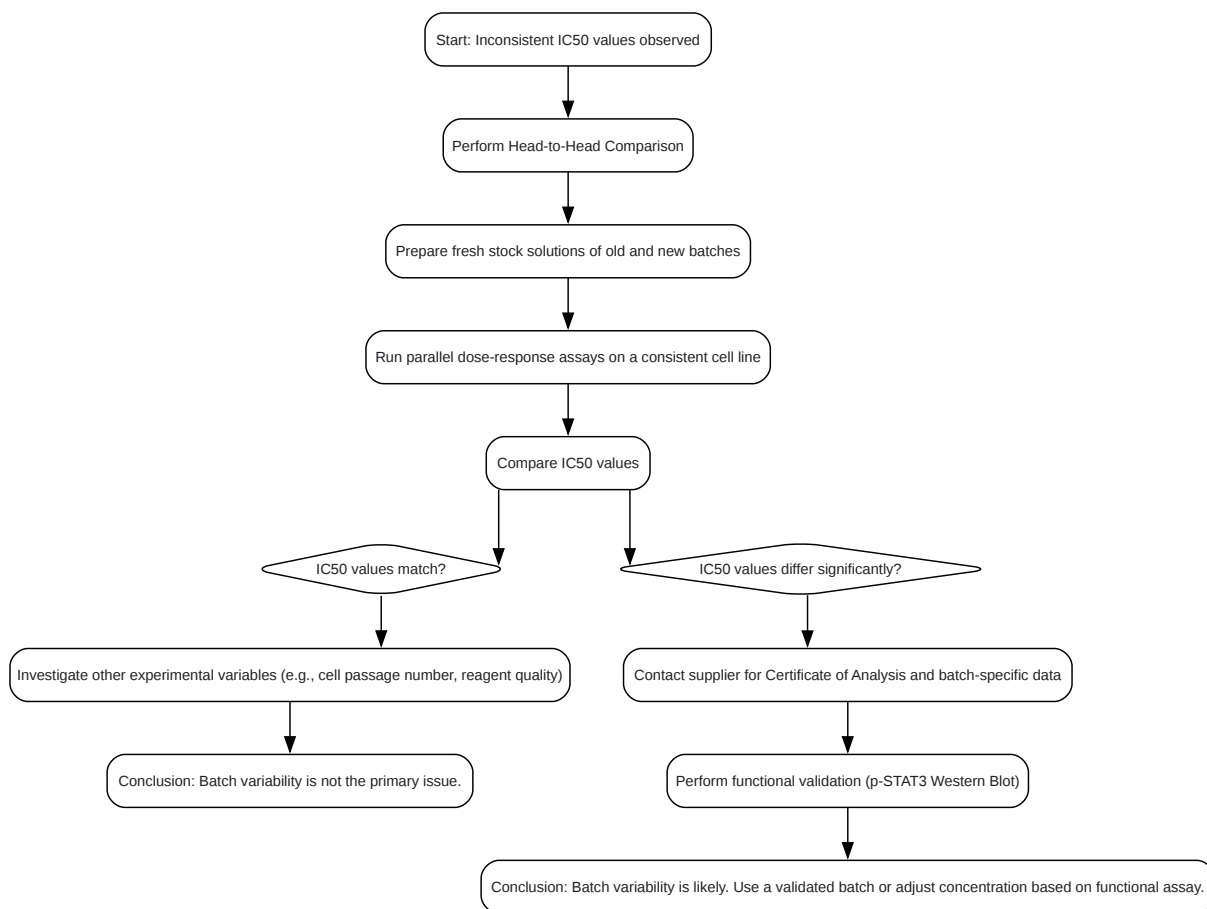 Start: Inconsistent IC50 values observed
Perform Head-to-Head Comparison
Prepare fresh stock solutions of old and new batches
Run parallel dose-response assays on a consistent cell line
Compare IC50 values
IC50 values match?
IC50 values differ significantly?
Investigate other experimental variables (e.g., cell passage number, reagent quality)
Contact supplier for Certificate of Analysis and batch-specific data
Conclusion: Batch variability is not the primary issue.
Perform functional validation (p-STAT3 Western Blot)
Conclusion: Batch variability is likely. Use a validated batch or adjust concentration based on functional assay.